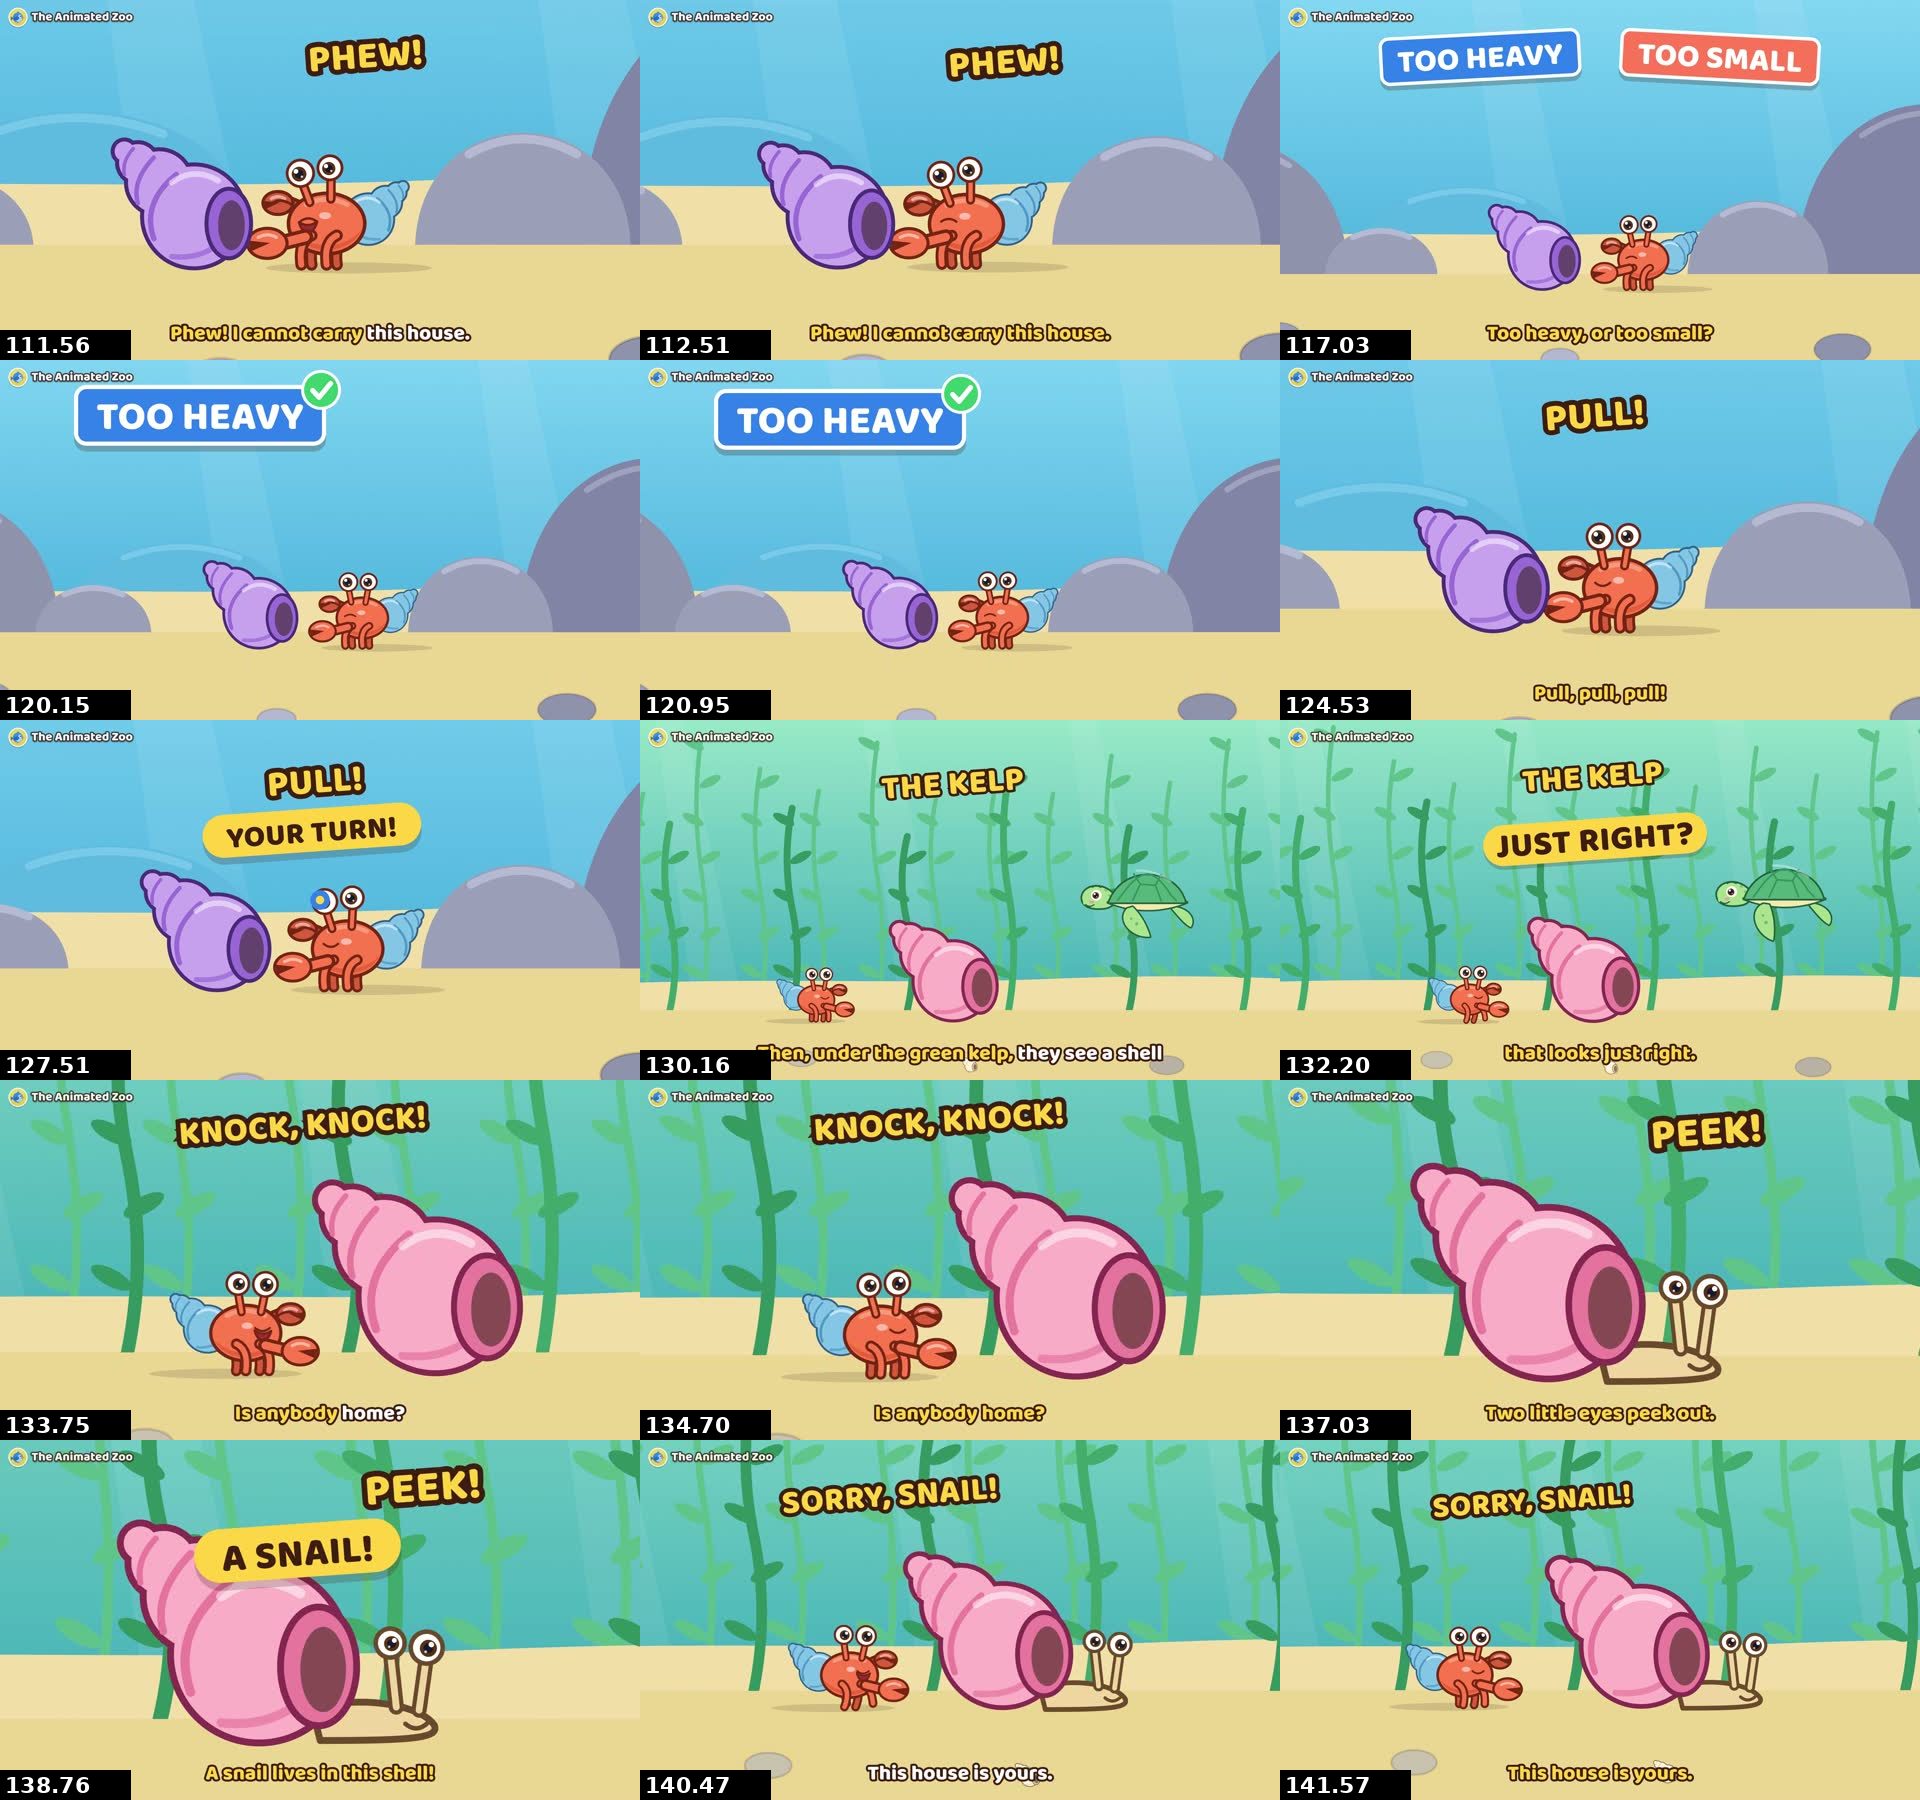 The Animated Zoo
PHEW!
Phew! I cannot carry this house.
111.56
The Animated Zoo
PHEW!
Phew! I cannot carry this house.
112.51
The Animated Zoo
TOO HEAVY
TOO SMALL
Too heavy, or too small?
117.03
The Animated Zoo
TOO HEAVY
120.15
The Animated Zoo
TOO HEAVY
120.95
The Animated Zoo
PULL!
Pull, pull, pull!
124.53
The Animated Zoo
PULL!
YOUR TURN!
127.51
The Animated Zoo
THE KELP
Then, under the green kelp, they see a shell
130.16
The Animated Zoo
THE KELP
JUST RIGHT?
that looks just right.
132.20
The Animated Zoo
KNOCK, KNOCK!
Is anybody home?
133.75
The Animated Zoo
KNOCK, KNOCK!
Is anybody home?
134.70
The Animated Zoo
PEEK!
Two little eyes peek out.
137.03
The Animated Zoo
PEEK!
A SNAIL!
A snail lives in this shell!
138.76
The Animated Zoo
SORRY, SNAIL!
This house is yours.
140.47
The Animated Zoo
SORRY, SNAIL!
This house is yours.
141.57